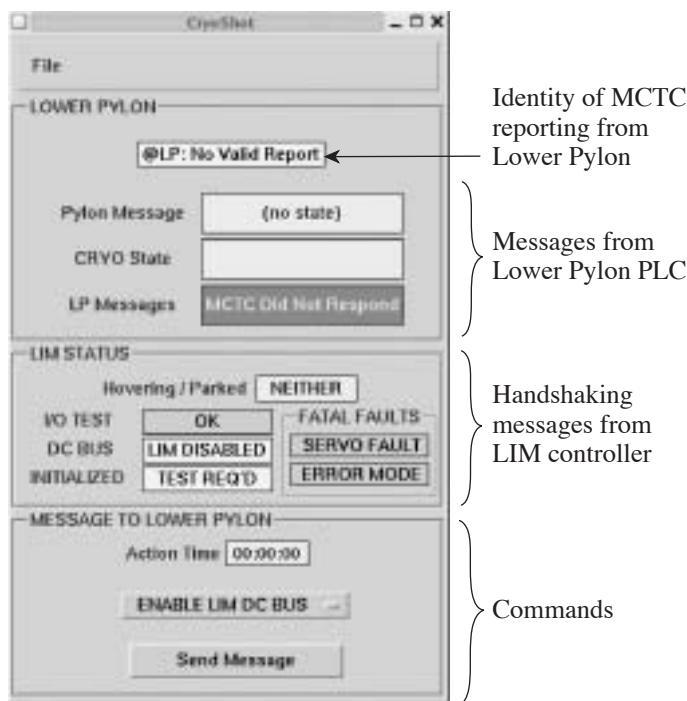 CryoShot
File
LOWER PYLON
@LP: No Valid Report
Identity of MCTC
reporting from
Lower Pylon
Pylon Message (no state)
CRYO State
LP Messages MCTC Did Not Respond
Messages from
Lower Pylon PLC
LIM STATUS
Hovering / Parked NEITHER
I/O TEST OK
DC BUS LIM DISABLED
INITIALIZED TEST REQ'D
FATAL FAULTS
SERVO FAULT
ERROR MODE
Handshaking
messages from
LIM controller
MESSAGE TO LOWER PYLON
Action Time 00:00:00
ENABLE LIM DC BUS
Send Message
Commands